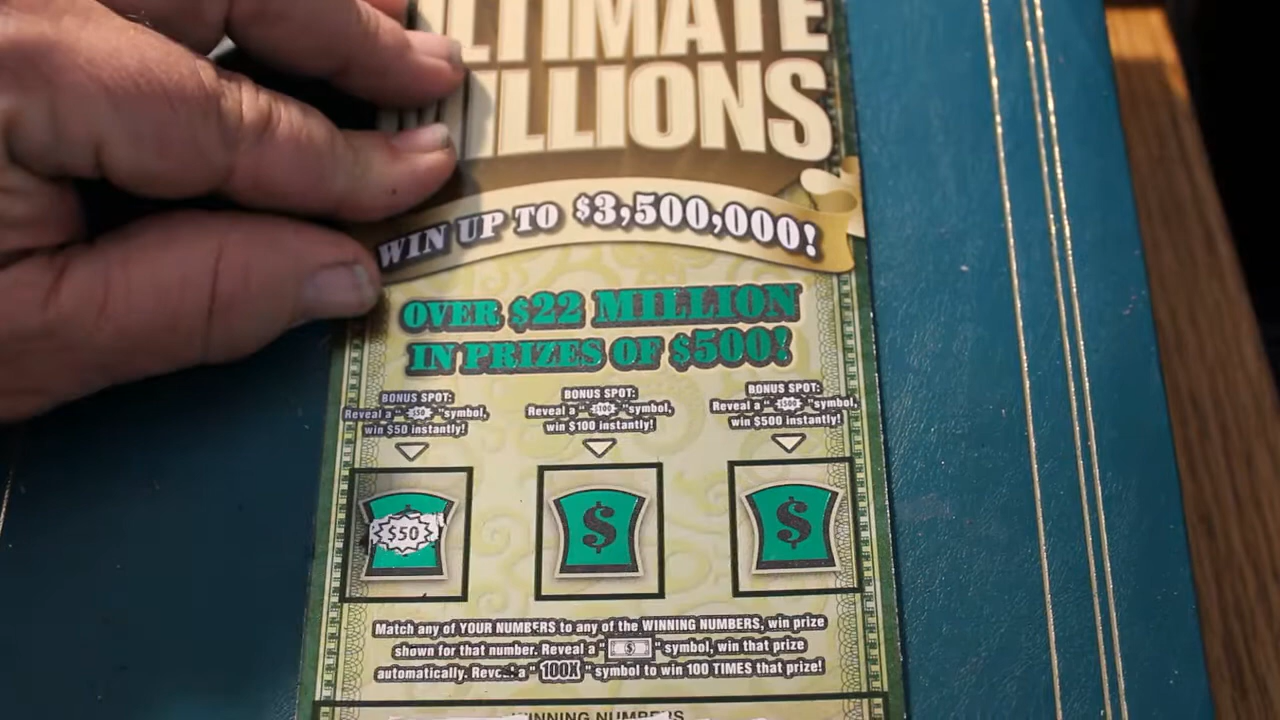 ULTIMATE
MILLIONS
WIN UP TO $3,500,000!
OVER $22 MILLION
IN PRIZES OF $500!
BONUS SPOT:
Reveal a "$50" symbol,
win $50 instantly!
BONUS SPOT:
Reveal a "$100" symbol,
win $100 instantly!
BONUS SPOT:
Reveal a "$500" symbol,
win $500 instantly!
$50
$
$
Match any of YOUR NUMBERS to any of the WINNING NUMBERS, win prize
shown for that number. Reveal a "$" symbol, win that prize
automatically. Reveal a "100X" symbol to win 100 TIMES that prize!
WINNING NUMBERS